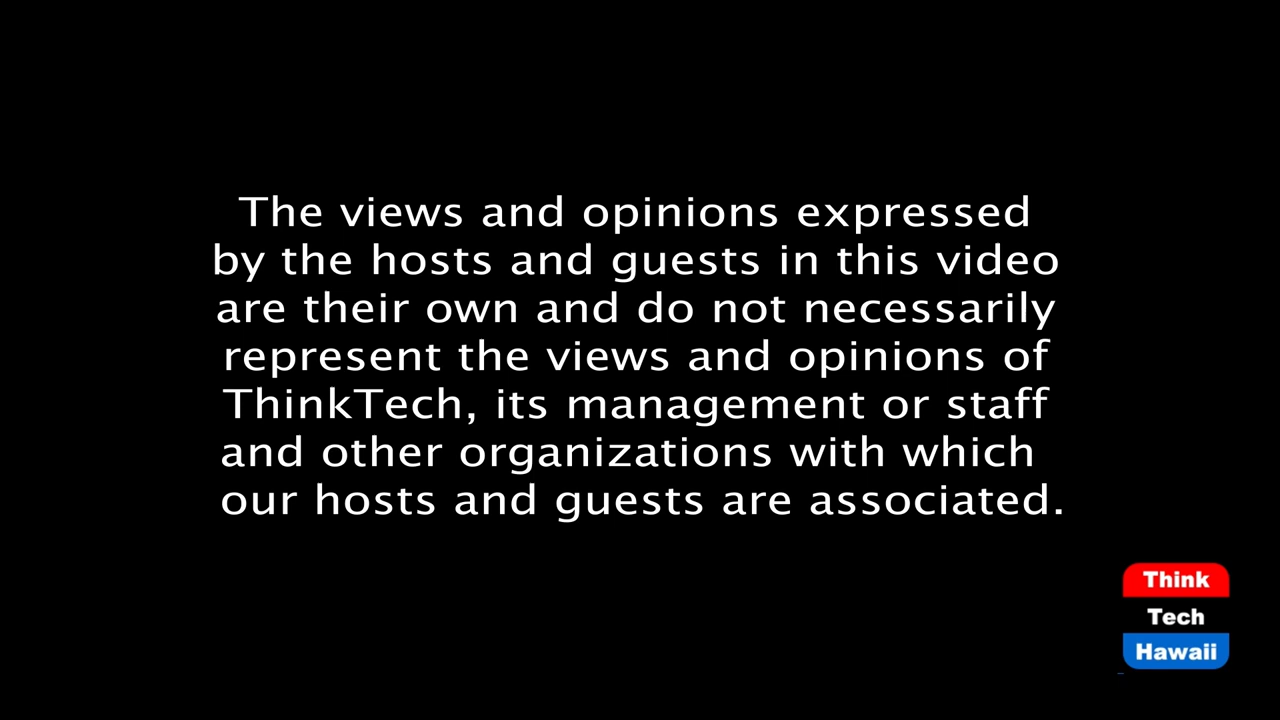 The views and opinions expressed
by the hosts and guests in this video
are their own and do not necessarily
represent the views and opinions of
ThinkTech, its management or staff
and other organizations with which
our hosts and guests are associated.
Think
Tech
Hawaii